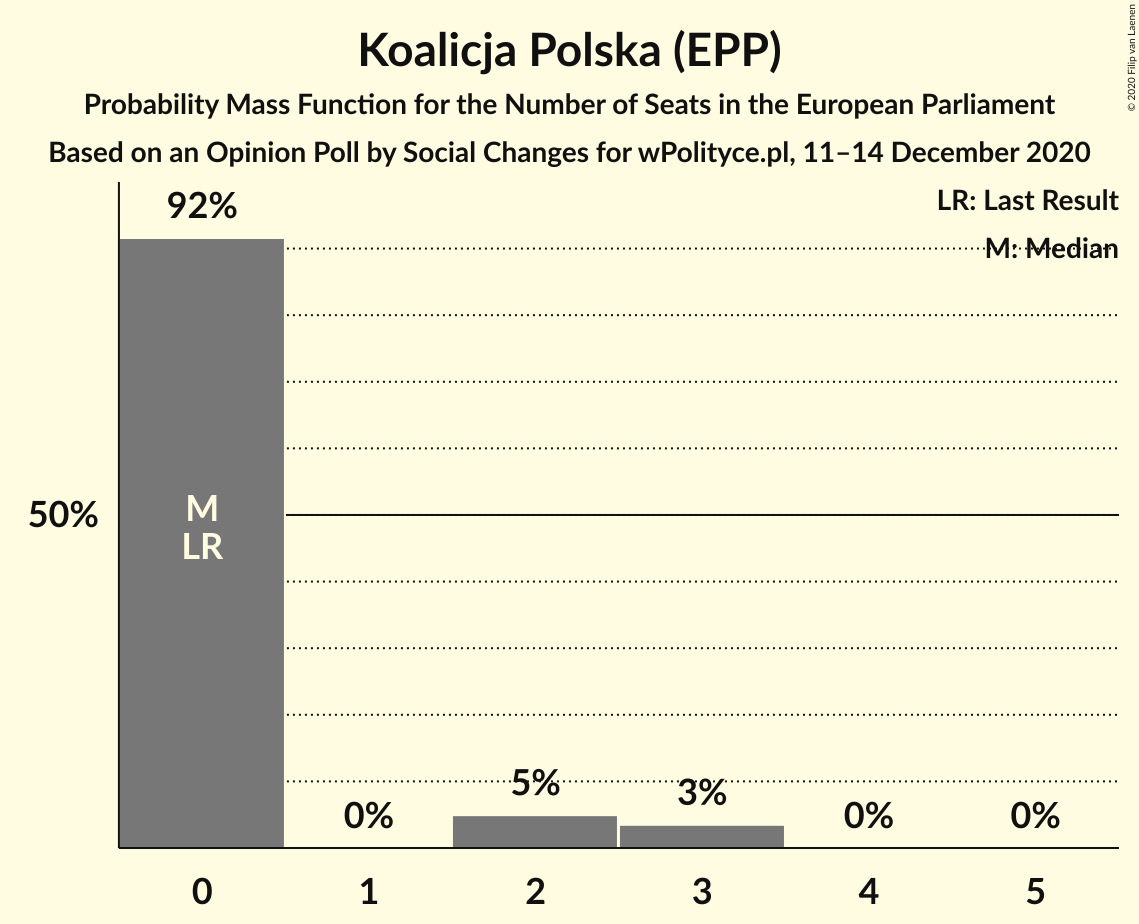 Koalicja Polska (EPP)
Probability Mass Function for the Number of Seats in the European Parliament
Based on an Opinion Poll by Social Changes for wPolityce.pl, 11–14 December 2020
© 2020 Filip van Laenen
LR: Last Result
M: Median
92%
50%
M
LR
0%
5%
3%
0%
0%
0
1
2
3
4
5